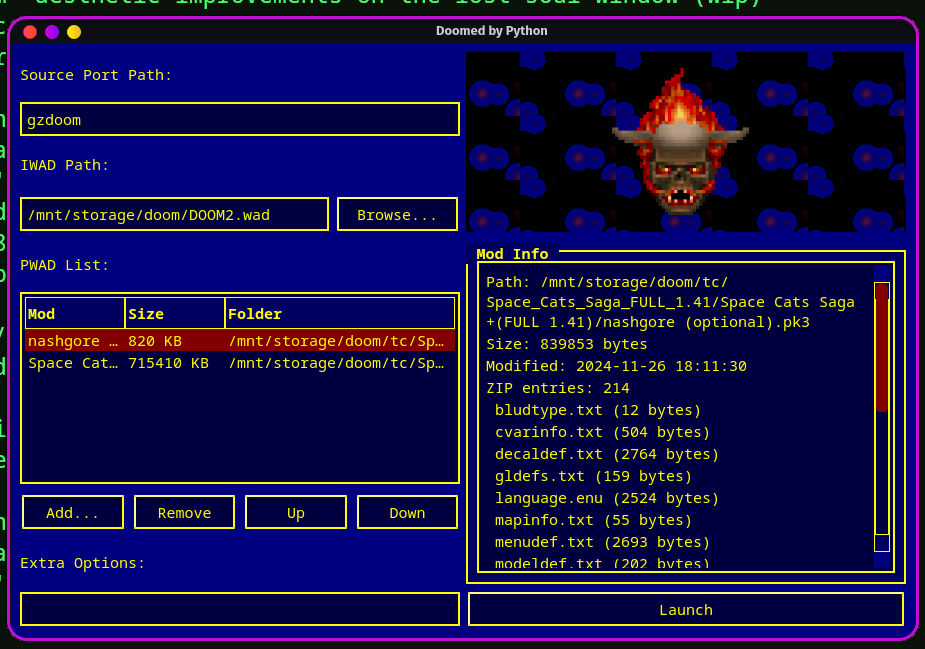 aesthetic improvements on the lost soul window (wip)
Doomed by Python
Source Port Path:
gzdoom
IWAD Path:
/mnt/storage/doom/DOOM2.wad
Browse...
PWAD List:
Mod Size Folder
nashgore … 820 KB /mnt/storage/doom/tc/Sp…
Space Cat… 715410 KB /mnt/storage/doom/tc/Sp…
Add...
Remove
Up
Down
Extra Options:
Mod Info
Path: /mnt/storage/doom/tc/
Space_Cats_Saga_FULL_1.41/Space Cats Saga
+(FULL 1.41)/nashgore (optional).pk3
Size: 839853 bytes
Modified: 2024-11-26 18:11:30
ZIP entries: 214
bludtype.txt (12 bytes)
cvarinfo.txt (504 bytes)
decaldef.txt (2764 bytes)
gldefs.txt (159 bytes)
language.enu (2524 bytes)
mapinfo.txt (55 bytes)
menudef.txt (2693 bytes)
modeldef.txt (202 bytes)
Launch